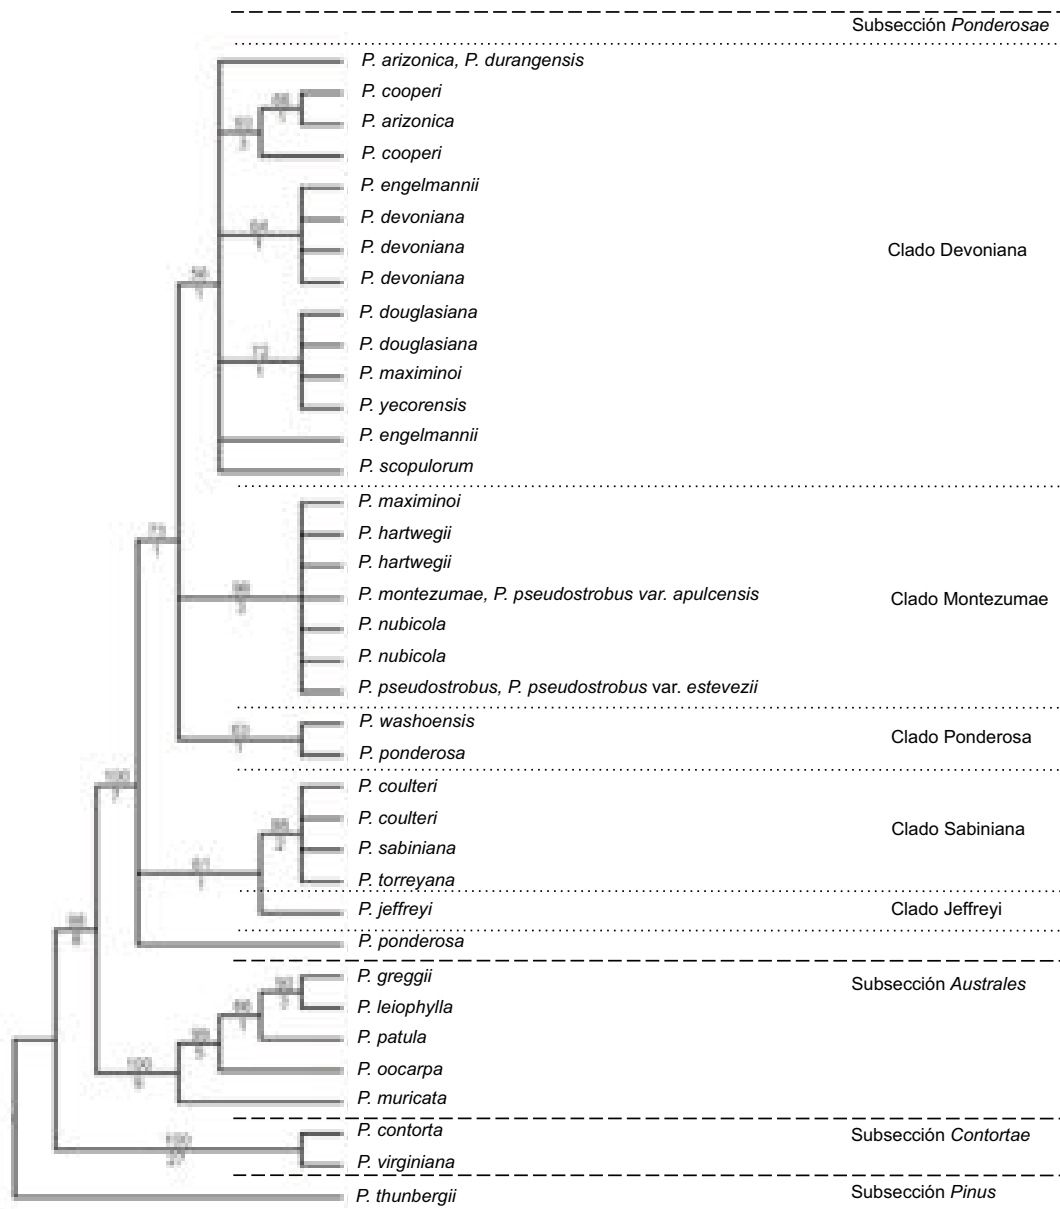 Subsección Ponderosae
P. arizonica, P. durangensis
P. cooperi
P. arizonica
P. cooperi
P. engelmannii
P. devoniana
P. devoniana
Clado Devoniana
P. devoniana
P. douglasiana
P. douglasiana
P. maximinoi
P. yecorensis
P. engelmannii
P. scopulorum
P. maximinoi
P. hartwegii
P. hartwegii
P. montezumae, P. pseudostrobus var. apulcensis
Clado Montezumae
P. nubicola
P. nubicola
P. pseudostrobus, P. pseudostrobus var. estevezii
P. washoensis
Clado Ponderosa
P. ponderosa
100
P. coulteri
P. coulteri
Clado Sabiniana
P. sabiniana
P. torreyana
P. jeffreyi
Clado Jeffreyi
P. ponderosa
P. greggii
Subsección Australes
P. leiophylla
P. patula
100
P. oocarpa
P. muricata
P. contorta
Subsección Contortae
100
P. virginiana
P. thunbergii
Subsección Pinus